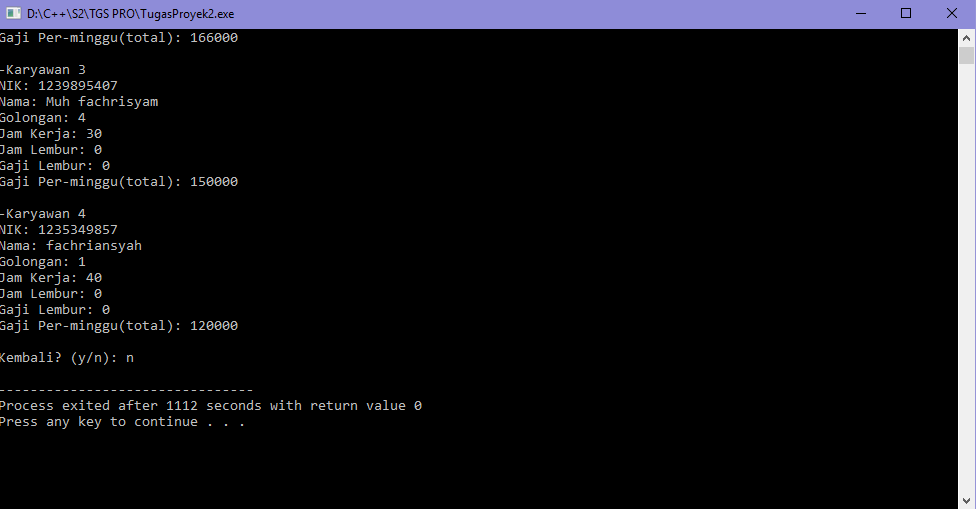 D:\C++\S2\TGS PRO\TugasProyek2.exe
Gaji Per-minggu(total): 166000
-Karyawan 3
NIK: 1239895407
Nama: Muh fachrisyam
Golongan: 4
Jam Kerja: 30
Jam Lembur: 0
Gaji Lembur: 0
Gaji Per-minggu(total): 150000
-Karyawan 4
NIK: 1235349857
Nama: fachriansyah
Golongan: 1
Jam Kerja: 40
Jam Lembur: 0
Gaji Lembur: 0
Gaji Per-minggu(total): 120000
Kembali? (y/n): n
--------------------------------
Process exited after 1112 seconds with return value 0
Press any key to continue . . .